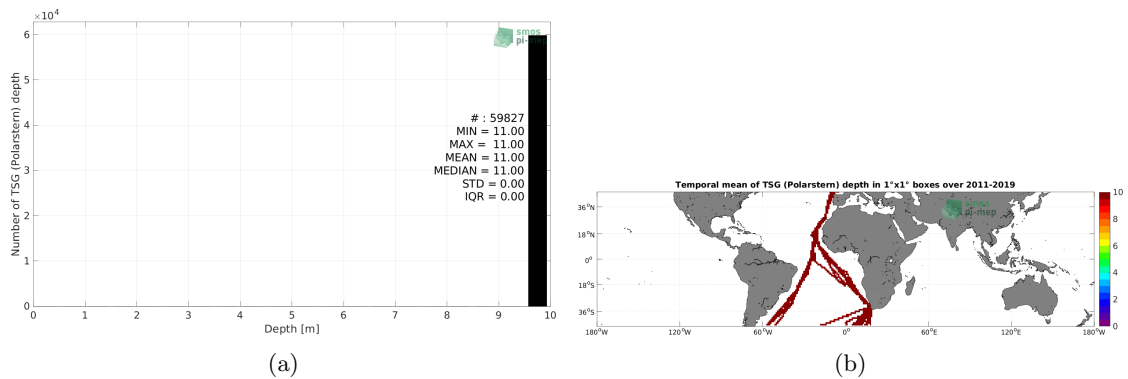 ×10⁴
6
5
4
3
2
1
0
Number of TSG (Polarstern) depth
smos
pi-mep
# : 59827
MIN = 11.00
MAX = 11.00
MEAN = 11.00
MEDIAN = 11.00
STD = 0.00
IQR = 0.00
0 1 2 3 4 5 6 7 8 9 10
Depth [m]
(a)
Temporal mean of TSG (Polarstern) depth in 1°x1° boxes over 2011-2019
smos
pi-mep
36°N
18°N
0°
18°S
36°S
180°W 120°W 60°W 0° 60°E 120°E 180°W
10
8
6
4
2
0
(b)